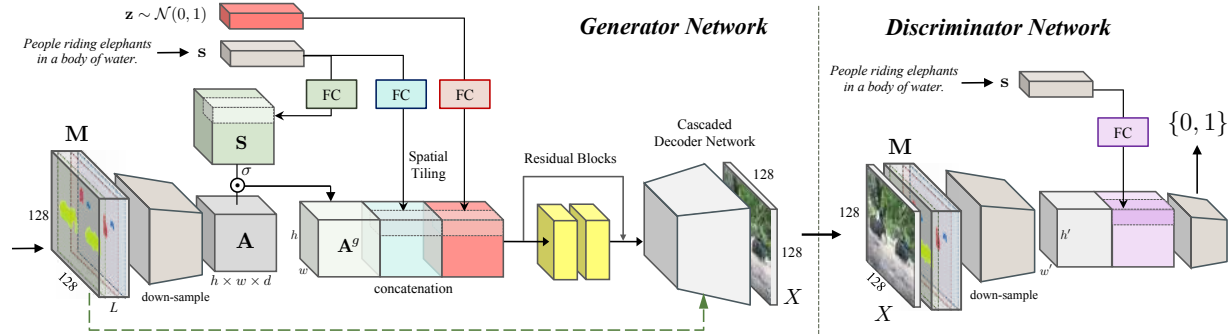 z ∼ 𝒩(0, 1)
Generator Network
Discriminator Network
People riding elephants
in a body of water.
s
FC
FC
FC
S
σ
M
128
128
L
down-sample
A
h × w × d
Spatial
Tiling
h
w
A^g
concatenation
Residual Blocks
Cascaded
Decoder Network
128
128
X
People riding elephants
in a body of water.
s
FC
{0, 1}
M
128
128
X
down-sample
h′
w′